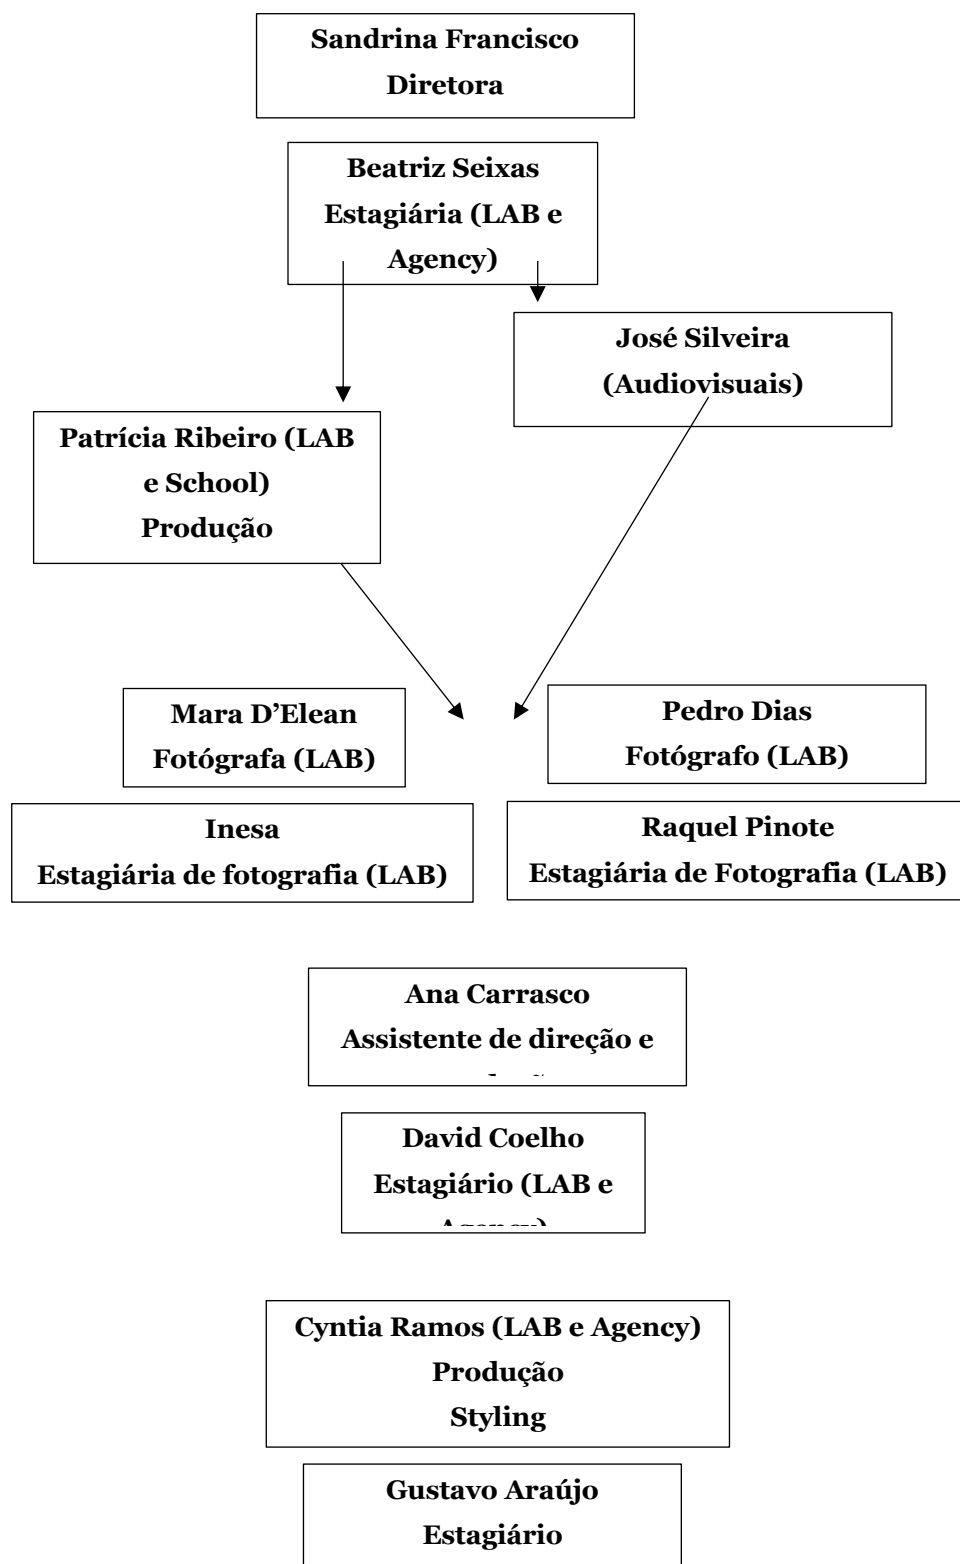 Sandrina Francisco
Diretora
Beatriz Seixas
Estagiária (LAB e
Agency)
José Silveira
(Audiovisuais)
Patrícia Ribeiro (LAB
e School)
Produção
Mara D’Elean
Fotógrafa (LAB)
Pedro Dias
Fotógrafo (LAB)
Inesa
Estagiária de fotografia (LAB)
Raquel Pinote
Estagiária de Fotografia (LAB)
Ana Carrasco
Assistente de direção e
David Coelho
Estagiário (LAB e
Agency)
Cyntia Ramos (LAB e Agency)
Produção
Styling
Gustavo Araújo
Estagiário